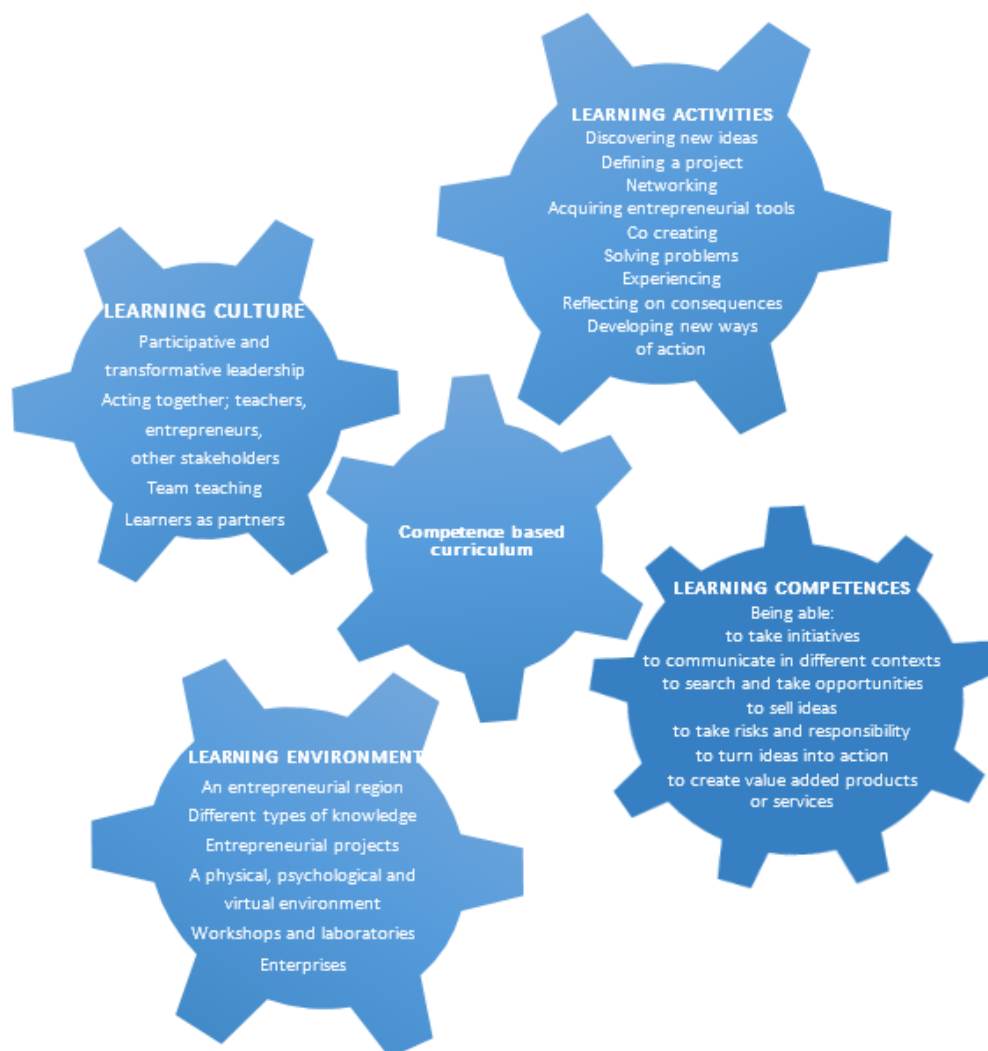 LEARNING ACTIVITIES
Discovering new ideas
Defining a project
Networking
Acquiring entrepreneurial tools
Co creating
Solving problems
Experiencing
Reflecting on consequences
Developing new ways
of action
LEARNING CULTURE
Participative and
transformative leadership
Acting together; teachers,
entrepreneurs,
other stakeholders
Team teaching
Learners as partners
Competence based
curriculum
LEARNING COMPETENCES
Being able:
to take initiatives
to communicate in different contexts
to search and take opportunities
to sell ideas
to take risks and responsibility
to turn ideas into action
to create value added products
or services
LEARNING ENVIRONMENT
An entrepreneurial region
Different types of knowledge
Entrepreneurial projects
A physical, psychological and
virtual environment
Workshops and laboratories
Enterprises